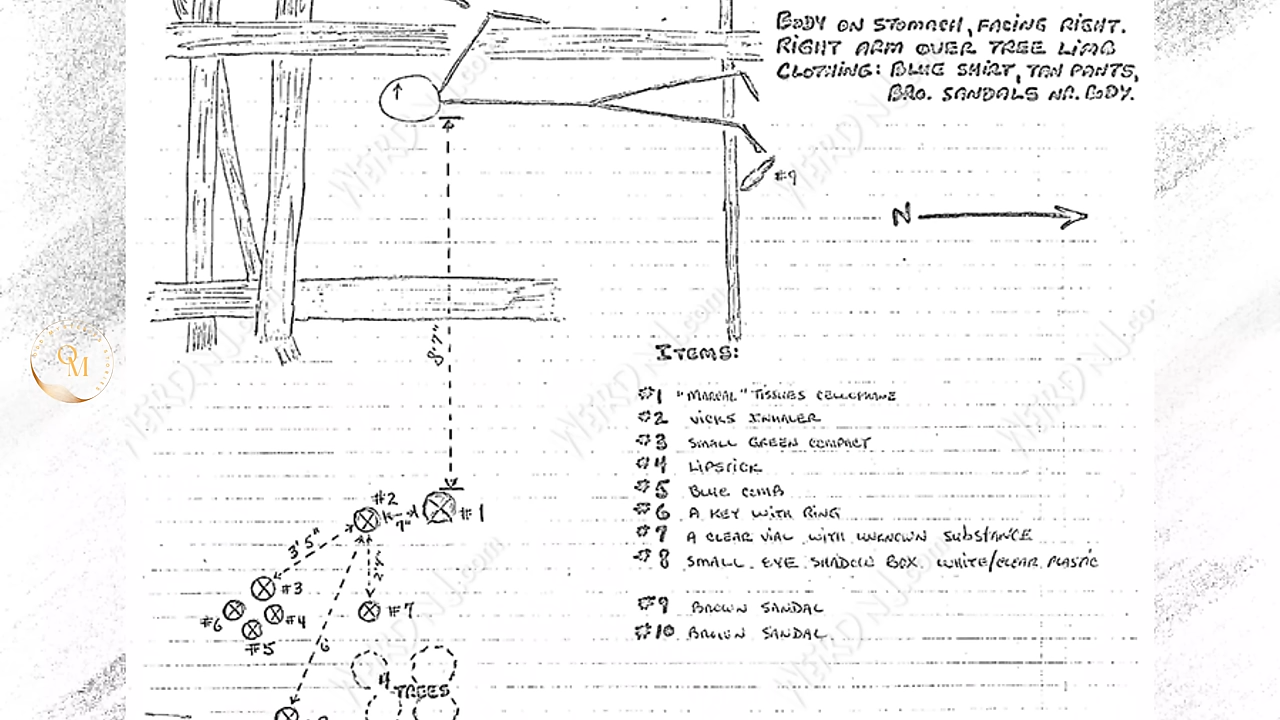 BODY ON STOMACH, FACING RIGHT.
RIGHT ARM OVER TREE LIMB
CLOTHING: BLUE SHIRT, TAN PANTS,
BRO. SANDALS NR. BODY.
#9
N
8'7"
ITEMS:
#1 "MARCAL" TISSUES CELLOPHANE
#2 VICKS INHALER
#3 SMALL GREEN COMPACT
#4 LIPSTICK
#5 BLUE COMB
#6 A KEY WITH RING
#7 A CLEAR VIAL WITH UNKNOWN SUBSTANCE
#8 SMALL EYE SHADOW BOX. WHITE/CLEAR PLASTIC
#9 BROWN SANDAL
#10 BROWN SANDAL
#2
7"
#1
3'5"
#3
#6
#4
#7
#5
6
4 TREES
OM
WEIRDNJ.com